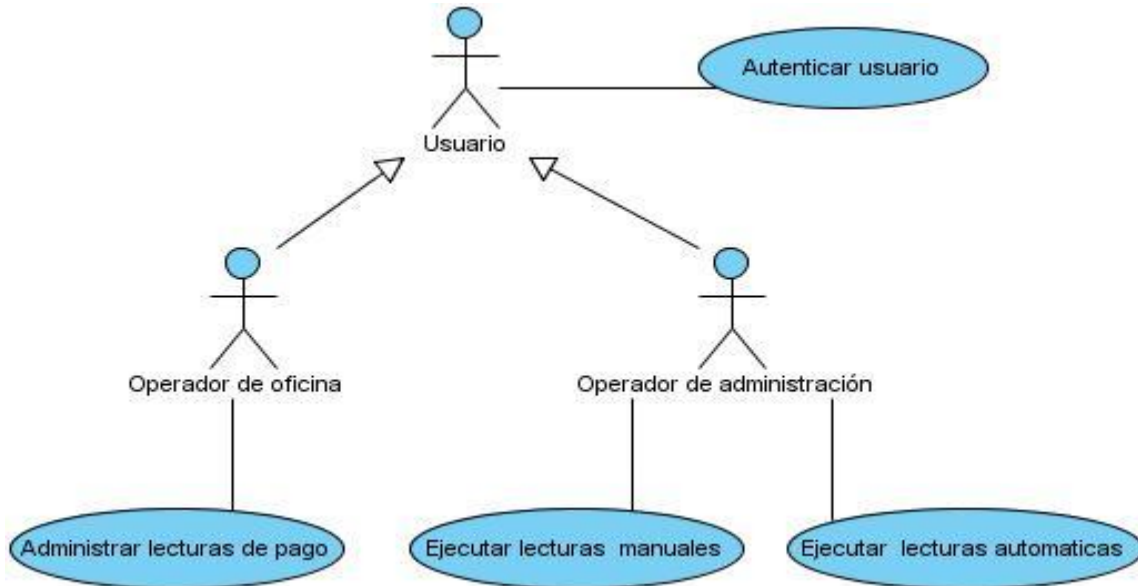 Autenticar usuario
Usuario
Operador de oficina
Operador de administración
Administrar lecturas de pago
Ejecutar lecturas manuales
Ejecutar lecturas automaticas